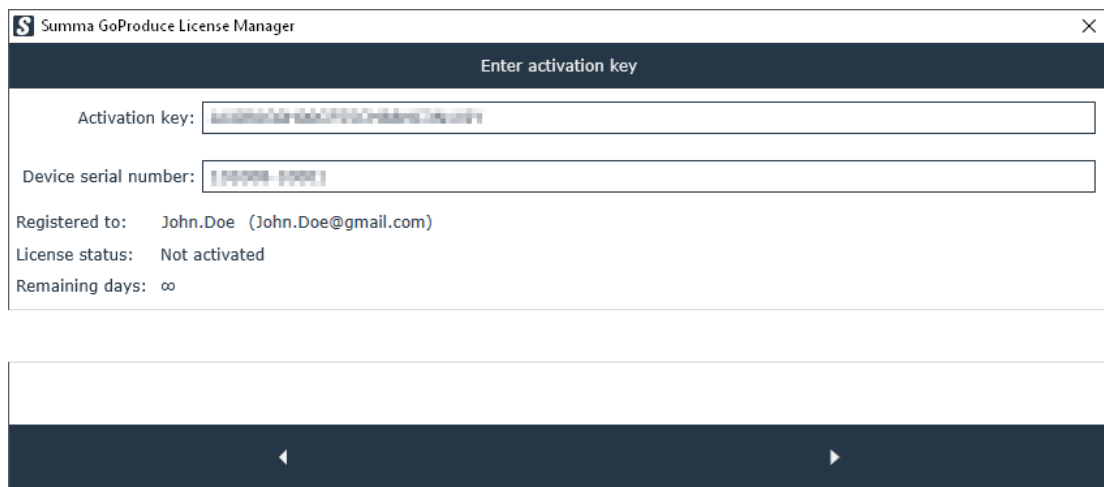 S Summa GoProduce License Manager
Enter activation key
Activation key:
Device serial number:
Registered to: John.Doe (John.Doe@gmail.com)
License status: Not activated
Remaining days: ∞